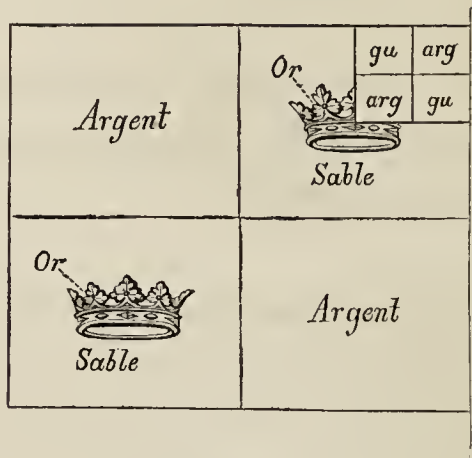 gu arg
Or
Argent
arg gu
Sable
Or
Argent
Sable